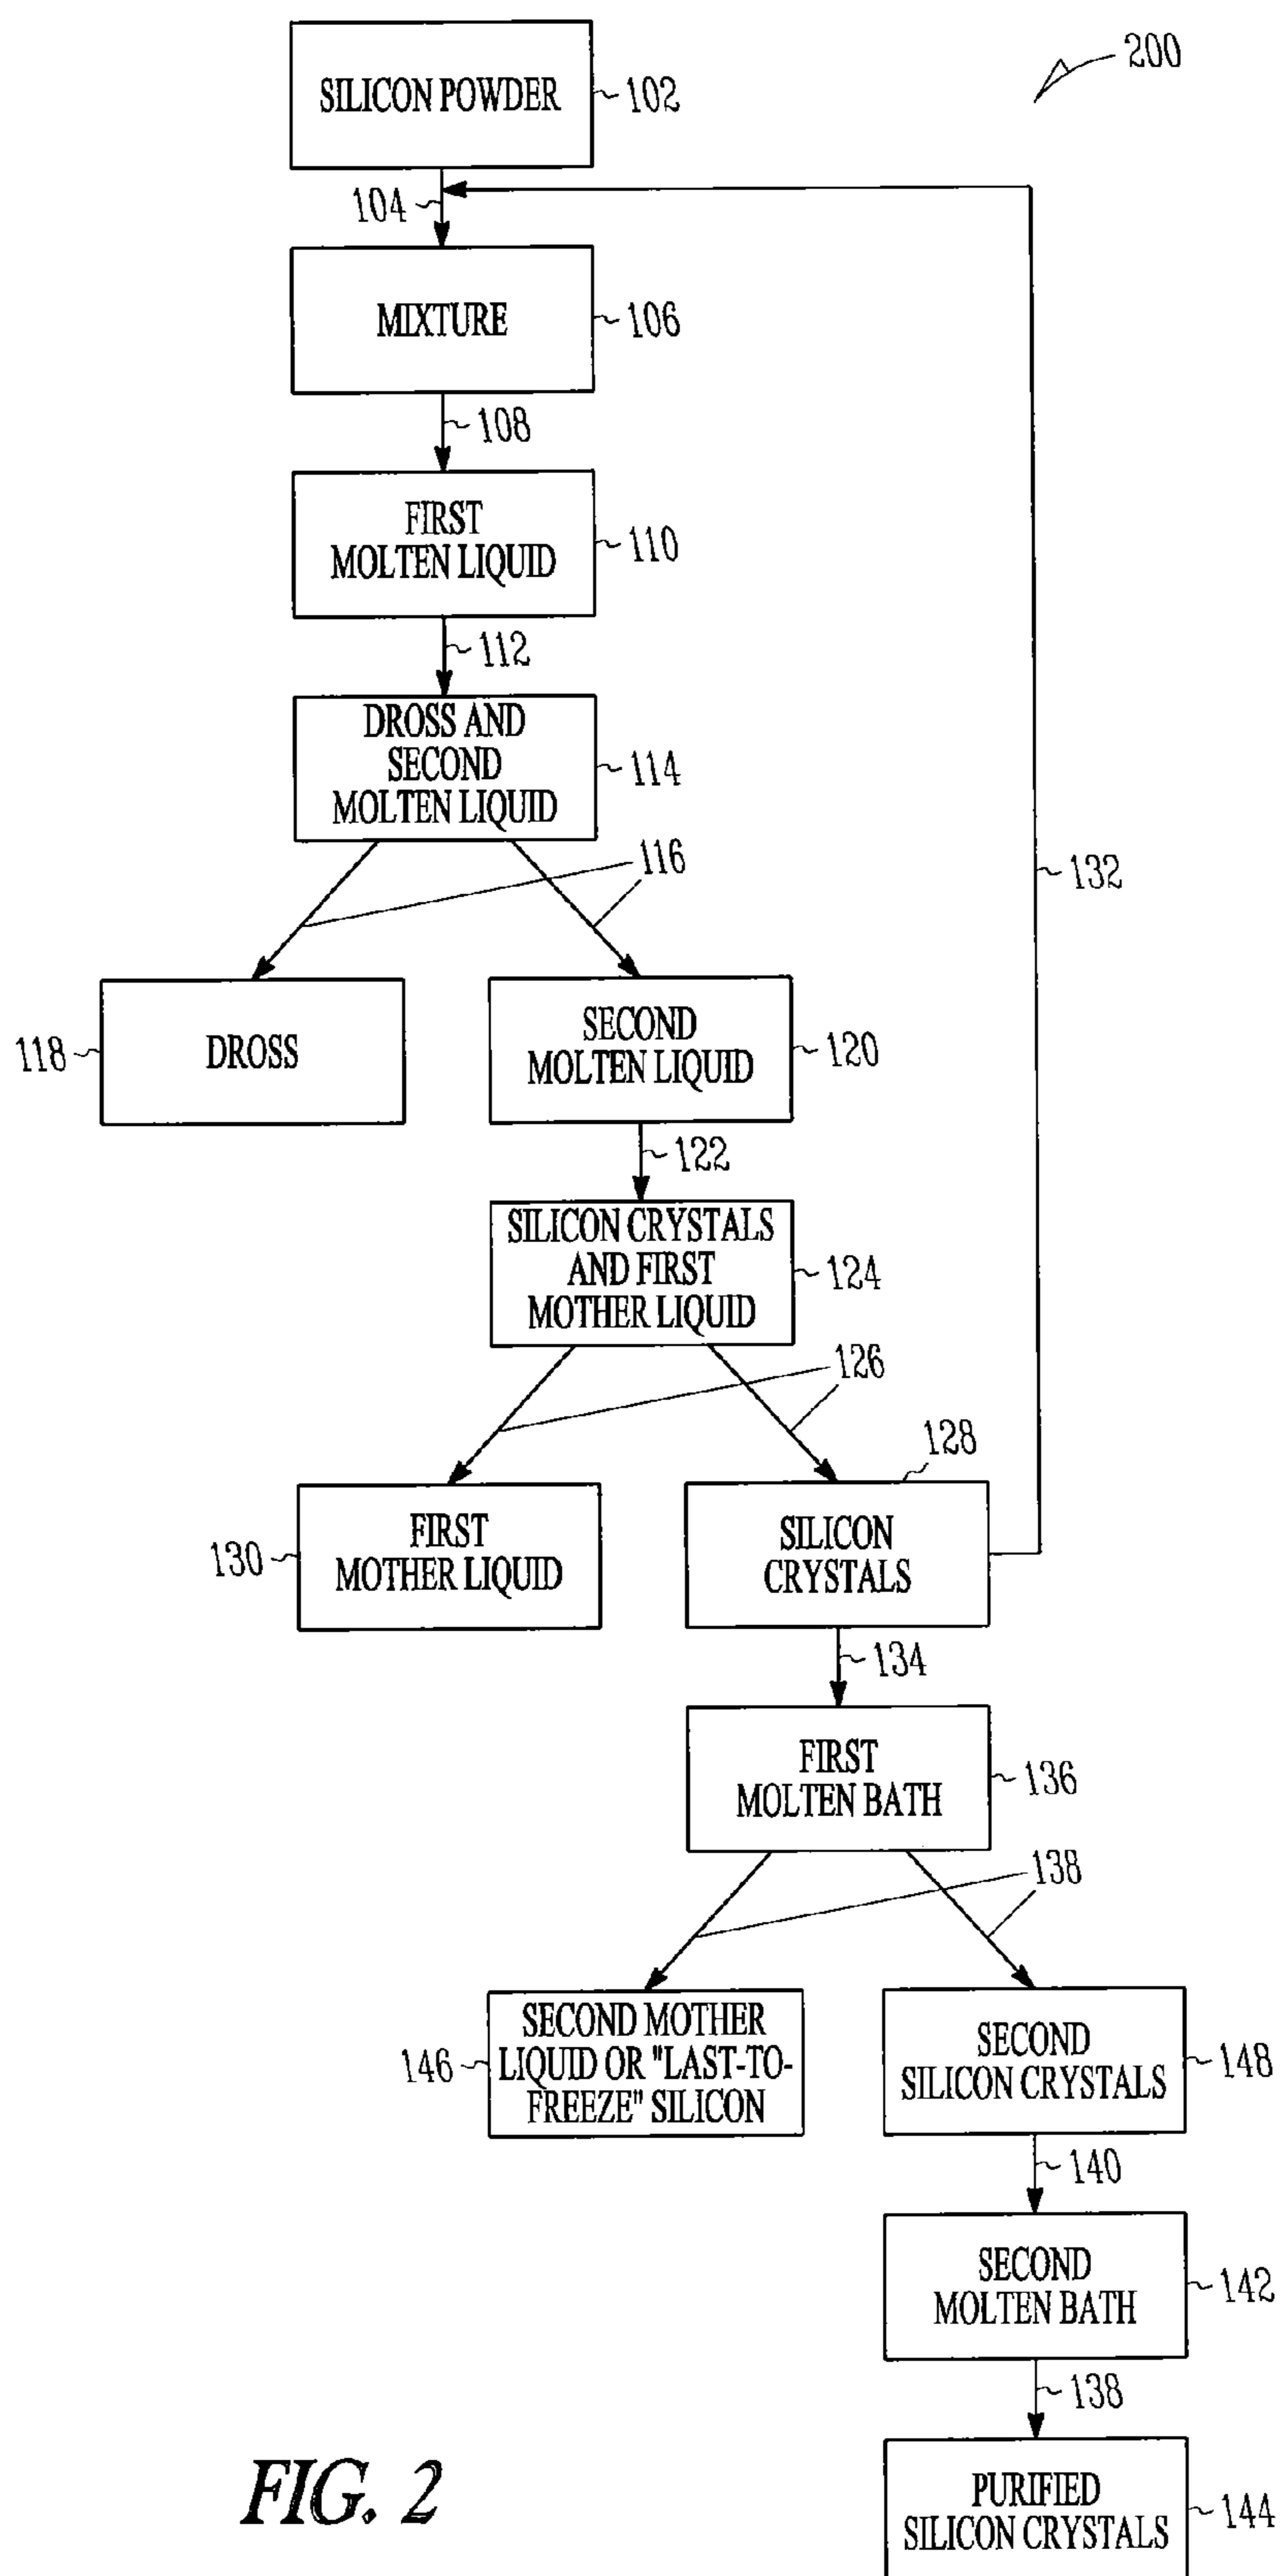 200
SILICON POWDER
102
104
MIXTURE
106
108
FIRST
MOLTEN LIQUID
110
112
DROSS AND
SECOND
MOLTEN LIQUID
114
116
132
118
DROSS
SECOND
MOLTEN LIQUID
120
122
SILICON CRYSTALS
AND FIRST
MOTHER LIQUID
124
126
128
130
FIRST
MOTHER LIQUID
SILICON
CRYSTALS
134
FIRST
MOLTEN BATH
136
138
146
SECOND MOTHER
LIQUID OR "LAST-TO-
FREEZE" SILICON
SECOND
SILICON CRYSTALS
148
140
SECOND
MOLTEN BATH
142
138
PURIFIED
SILICON CRYSTALS
144
FIG. 2